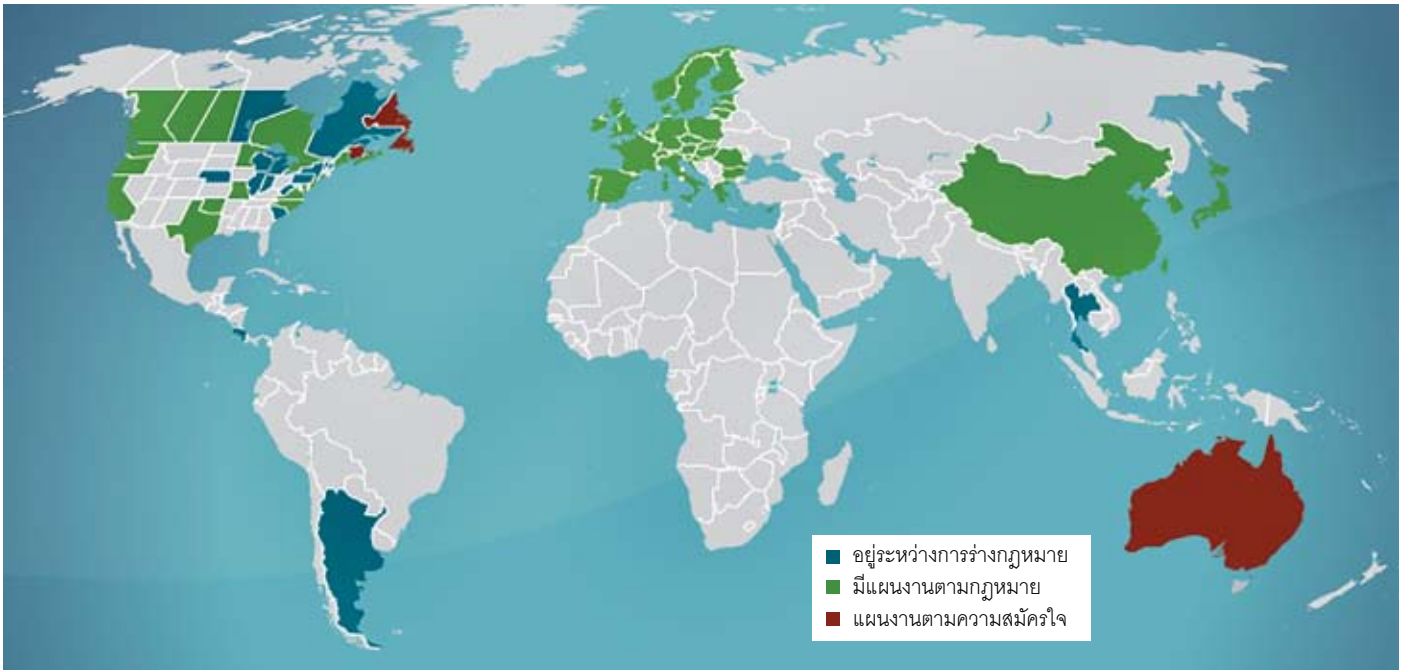 อยู่ระหว่างการร่างกฎหมาย
มีแผนงานตามกฎหมาย
แผนงานตามความสมัครใจ